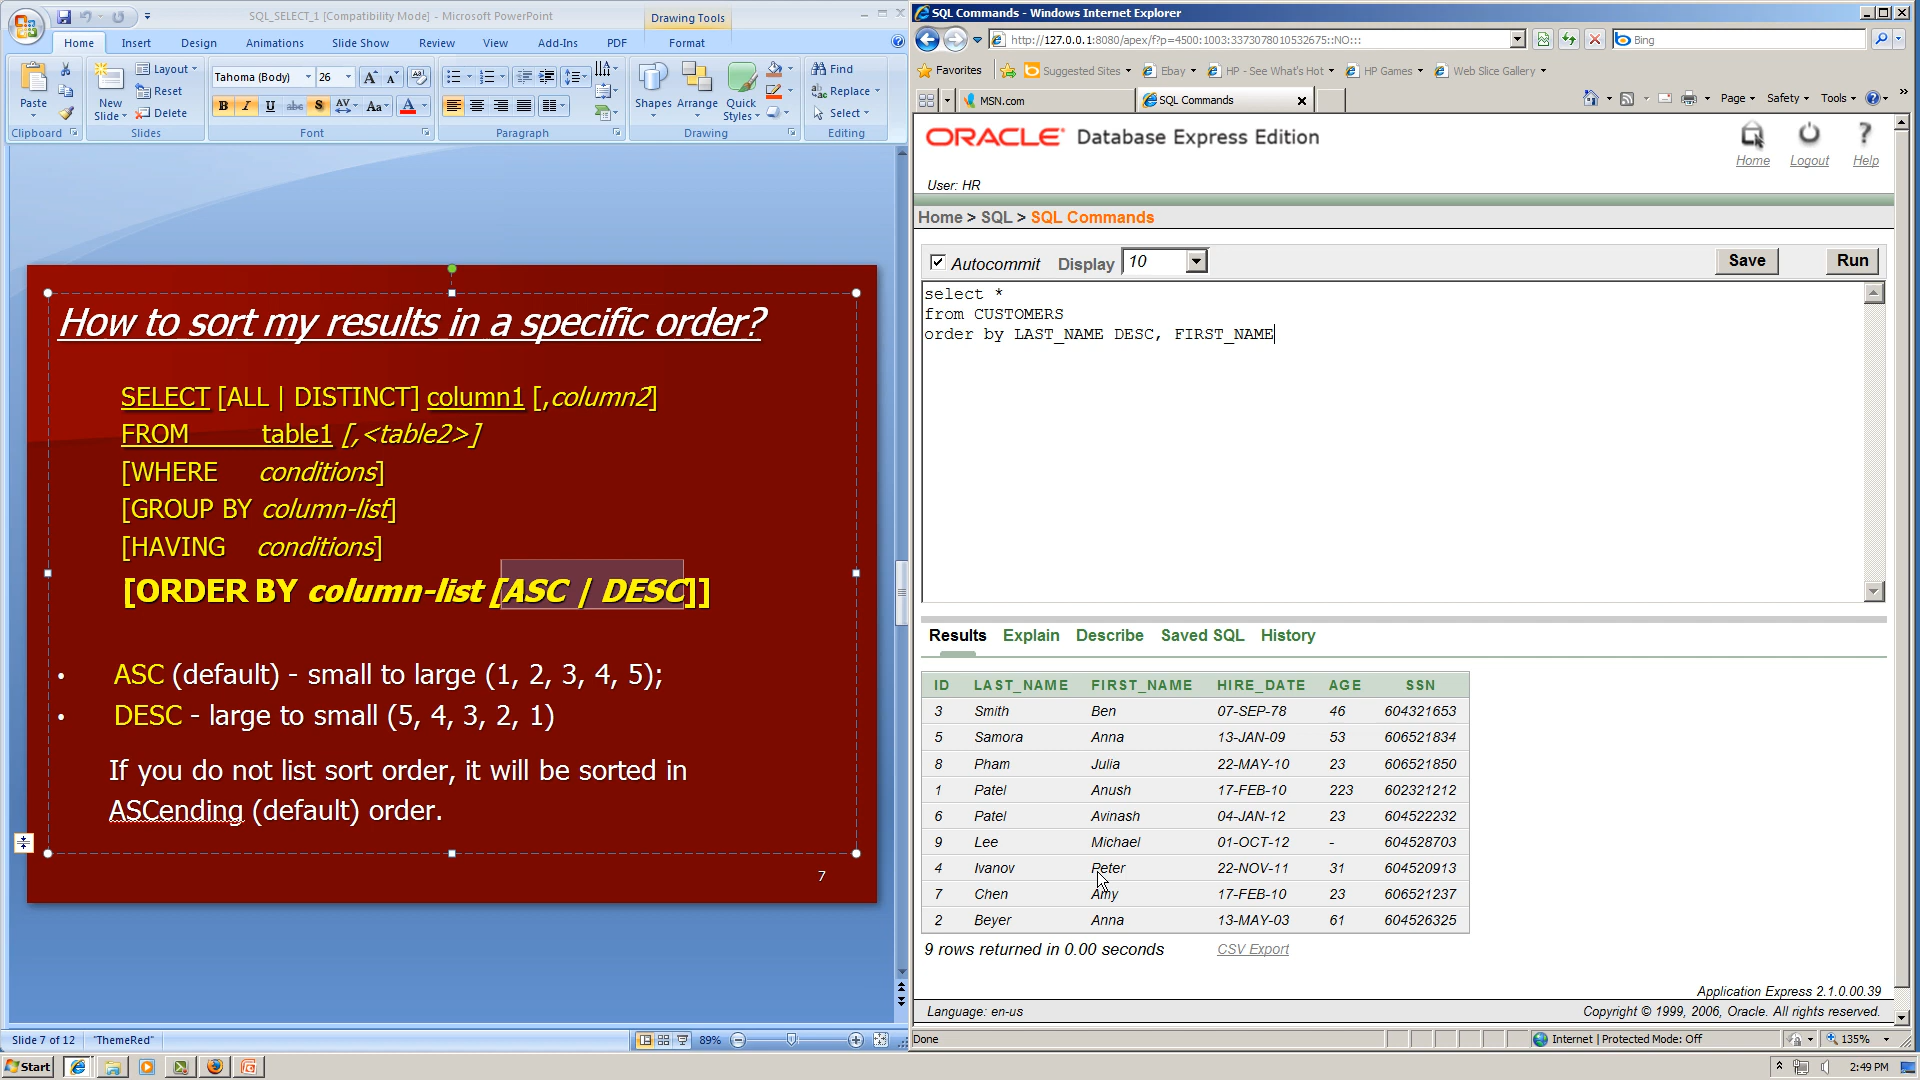 SQL_SELECT_1 [Compatibility Mode] - Microsoft PowerPoint
Drawing Tools
Home
Insert
Design
Animations
Slide Show
Review
View
Add-Ins
PDF
Format
Paste
New
Slide
Layout
Reset
Delete
Tahoma (Body)
26
B I U abc S AV Aa A
Shapes
Arrange
Quick
Styles
Find
Replace
Select
Clipboard
Slides
Font
Paragraph
Drawing
Editing
How to sort my results in a specific order?
SELECT [ALL | DISTINCT] column1 [,column2]
FROM table1 [,<table2>]
[WHERE conditions]
[GROUP BY column-list]
[HAVING conditions]
[ORDER BY column-list [ASC | DESC]]
• ASC (default) - small to large (1, 2, 3, 4, 5);
• DESC - large to small (5, 4, 3, 2, 1)
If you do not list sort order, it will be sorted in
ASCending (default) order.
7
Slide 7 of 12
"ThemeRed"
89%
SQL Commands - Windows Internet Explorer
http://127.0.0.1:8080/apex/f?p=4500:1003:3373078010532675::NO:::
Bing
Favorites
Suggested Sites
Ebay
HP - See What's Hot
HP Games
Web Slice Gallery
MSN.com
SQL Commands
Page
Safety
Tools
ORACLE Database Express Edition
Home
Logout
Help
User: HR
Home > SQL > SQL Commands
Autocommit
Display
10
Save
Run
select *
from CUSTOMERS
order by LAST_NAME DESC, FIRST_NAME
Results
Explain
Describe
Saved SQL
History
ID LAST_NAME FIRST_NAME HIRE_DATE AGE SSN
3 Smith Ben 07-SEP-78 46 604321653
5 Samora Anna 13-JAN-09 53 606521834
8 Pham Julia 22-MAY-10 23 606521850
1 Patel Anush 17-FEB-10 223 602321212
6 Patel Avinash 04-JAN-12 23 604522232
9 Lee Michael 01-OCT-12 - 604528703
4 Ivanov Peter 22-NOV-11 31 604520913
7 Chen Amy 17-FEB-10 23 606521237
2 Beyer Anna 13-MAY-03 61 604526325
9 rows returned in 0.00 seconds
CSV Export
Application Express 2.1.0.00.39
Language: en-us
Copyright © 1999, 2006, Oracle. All rights reserved.
Done
Internet | Protected Mode: Off
135%
Start
2:49 PM